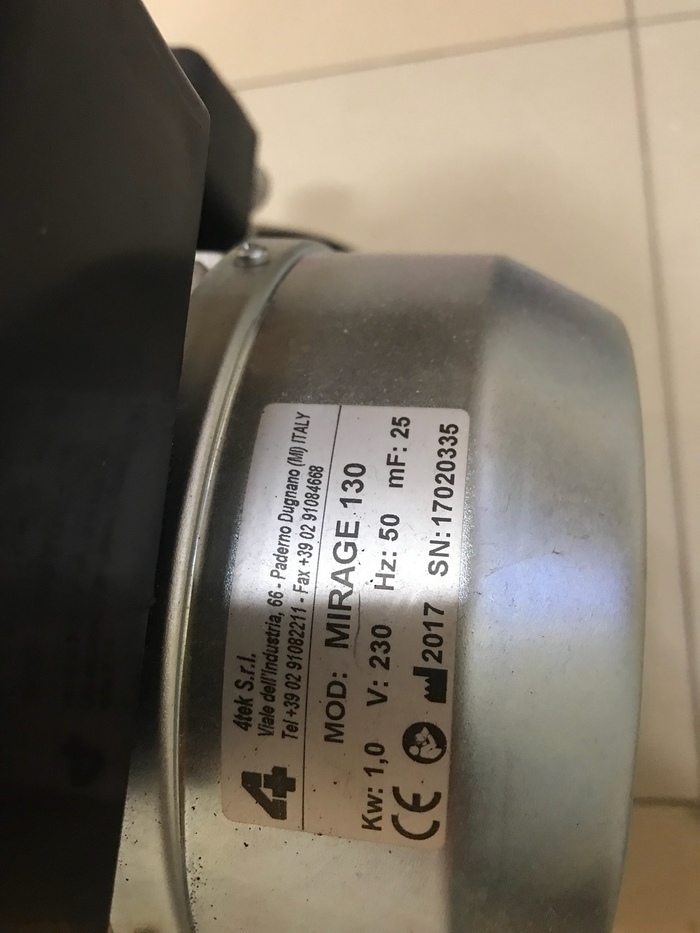 4tek S.r.l.
Viale dell'Industria, 66 - Paderno Dugnano (MI) ITALY
Tel +39 02 91082211 - Fax +39 02 91084668
MOD: MIRAGE 130
Kw: 1,0 V: 230 Hz: 50 mF: 25
CE 2017 SN: 17020335